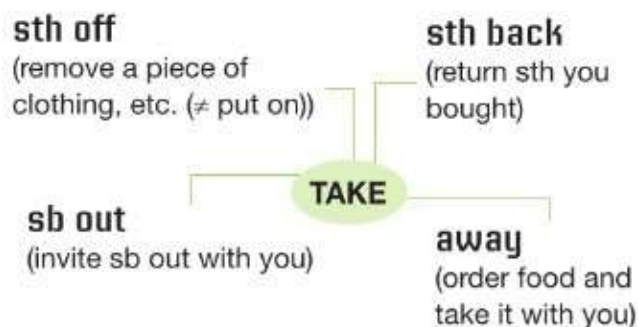 sth off
(remove a piece of
clothing, etc. (≠ put on))
sth back
(return sth you
bought)
TAKE
sb out
(invite sb out with you)
away
(order food and
take it with you)